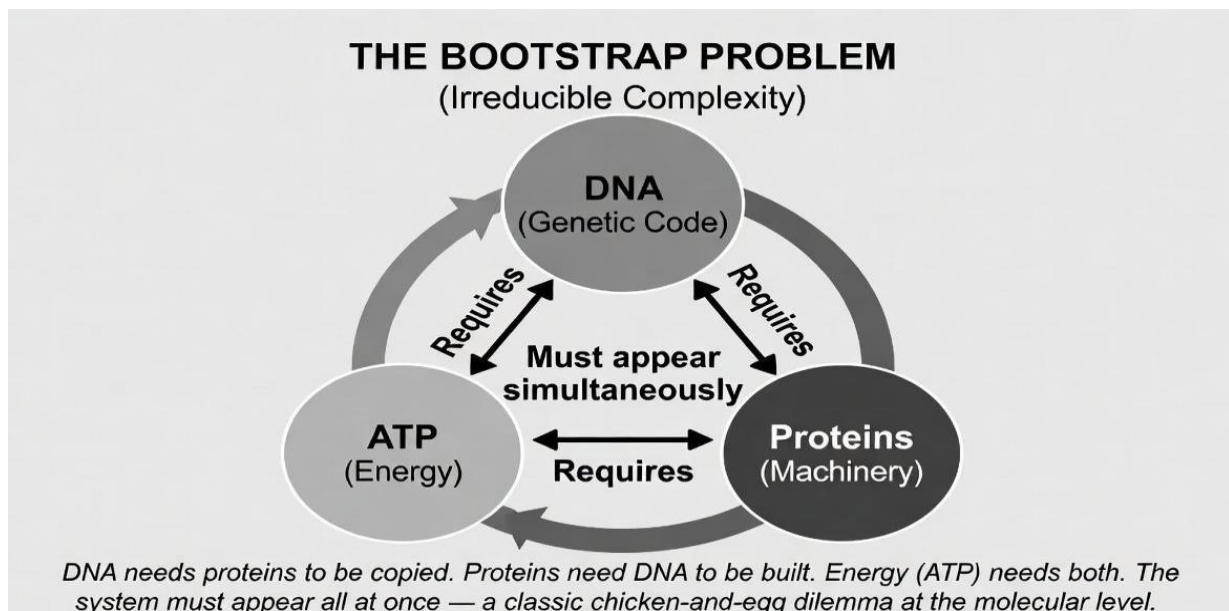 THE BOOTSTRAP PROBLEM
(Irreducible Complexity)
DNA
(Genetic Code)
Requires
Requires
Must appear
simultaneously
ATP
(Energy)
Requires
Proteins
(Machinery)
DNA needs proteins to be copied. Proteins need DNA to be built. Energy (ATP) needs both. The
system must appear all at once — a classic chicken-and-egg dilemma at the molecular level.